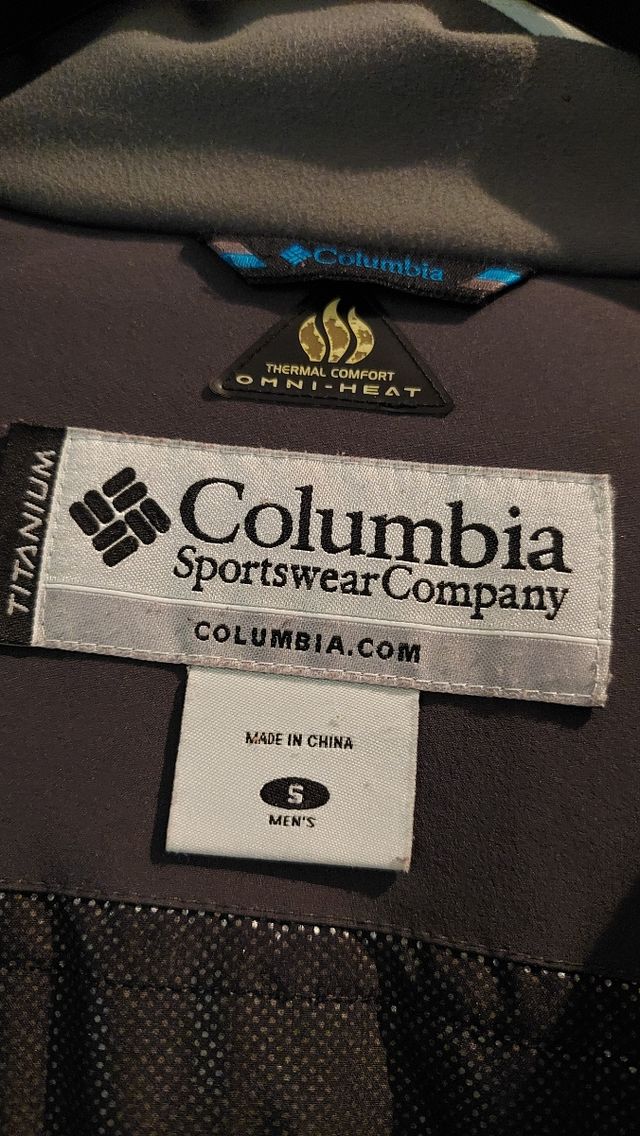 Columbia
THERMAL COMFORT
OMNI-HEAT
TITANIUM
Columbia
Sportswear Company
COLUMBIA.COM
MADE IN CHINA
S
MEN'S